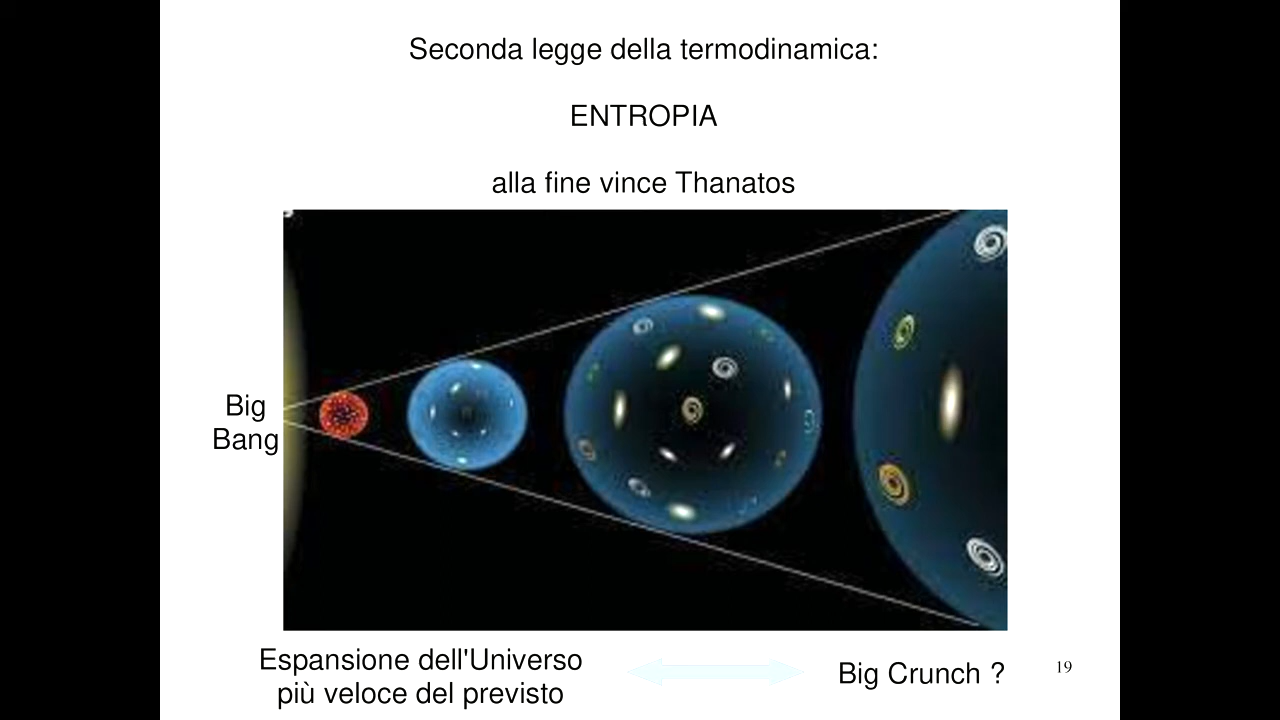 Seconda legge della termodinamica:
ENTROPIA
alla fine vince Thanatos
Big
Bang
Espansione dell'Universo
più veloce del previsto
Big Crunch ?
19